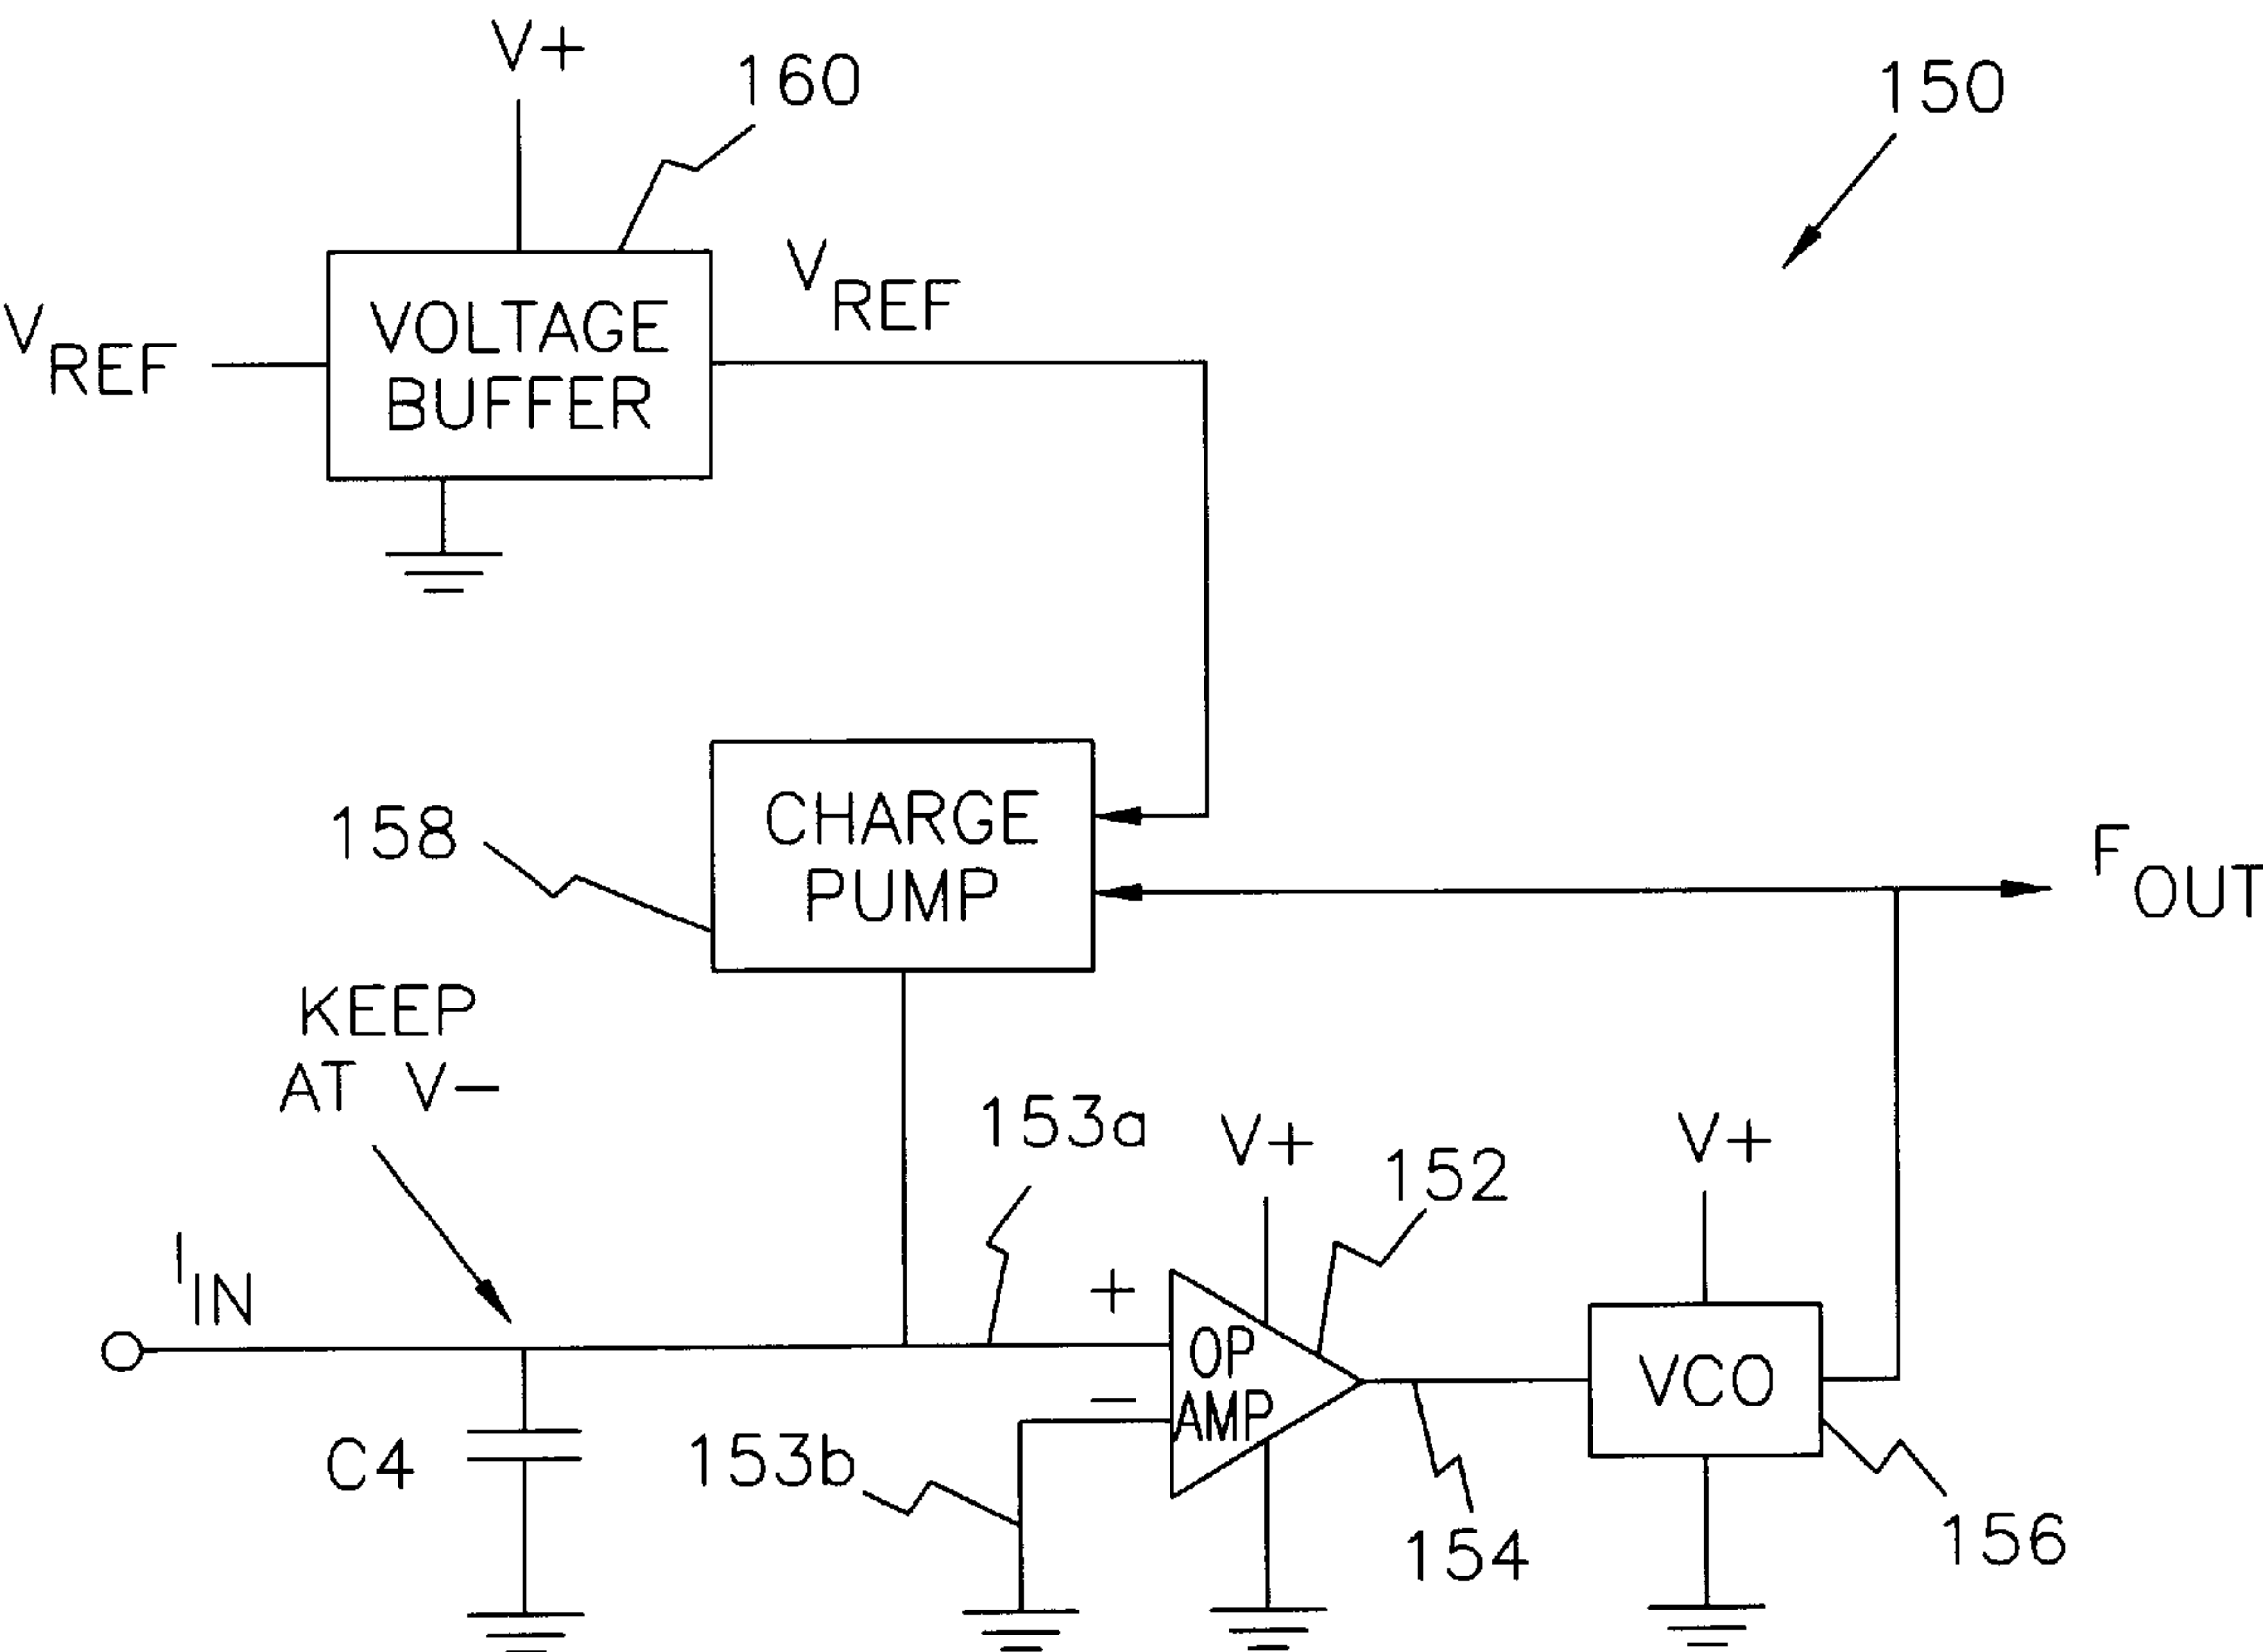 V+
160
150
VREF
VOLTAGE
BUFFER
VREF
CHARGE
PUMP
158
FOUT
KEEP
AT V-
153a
V+
152
V+
IIN
+
OP
AMP
-
VCO
C4
153b
154
156